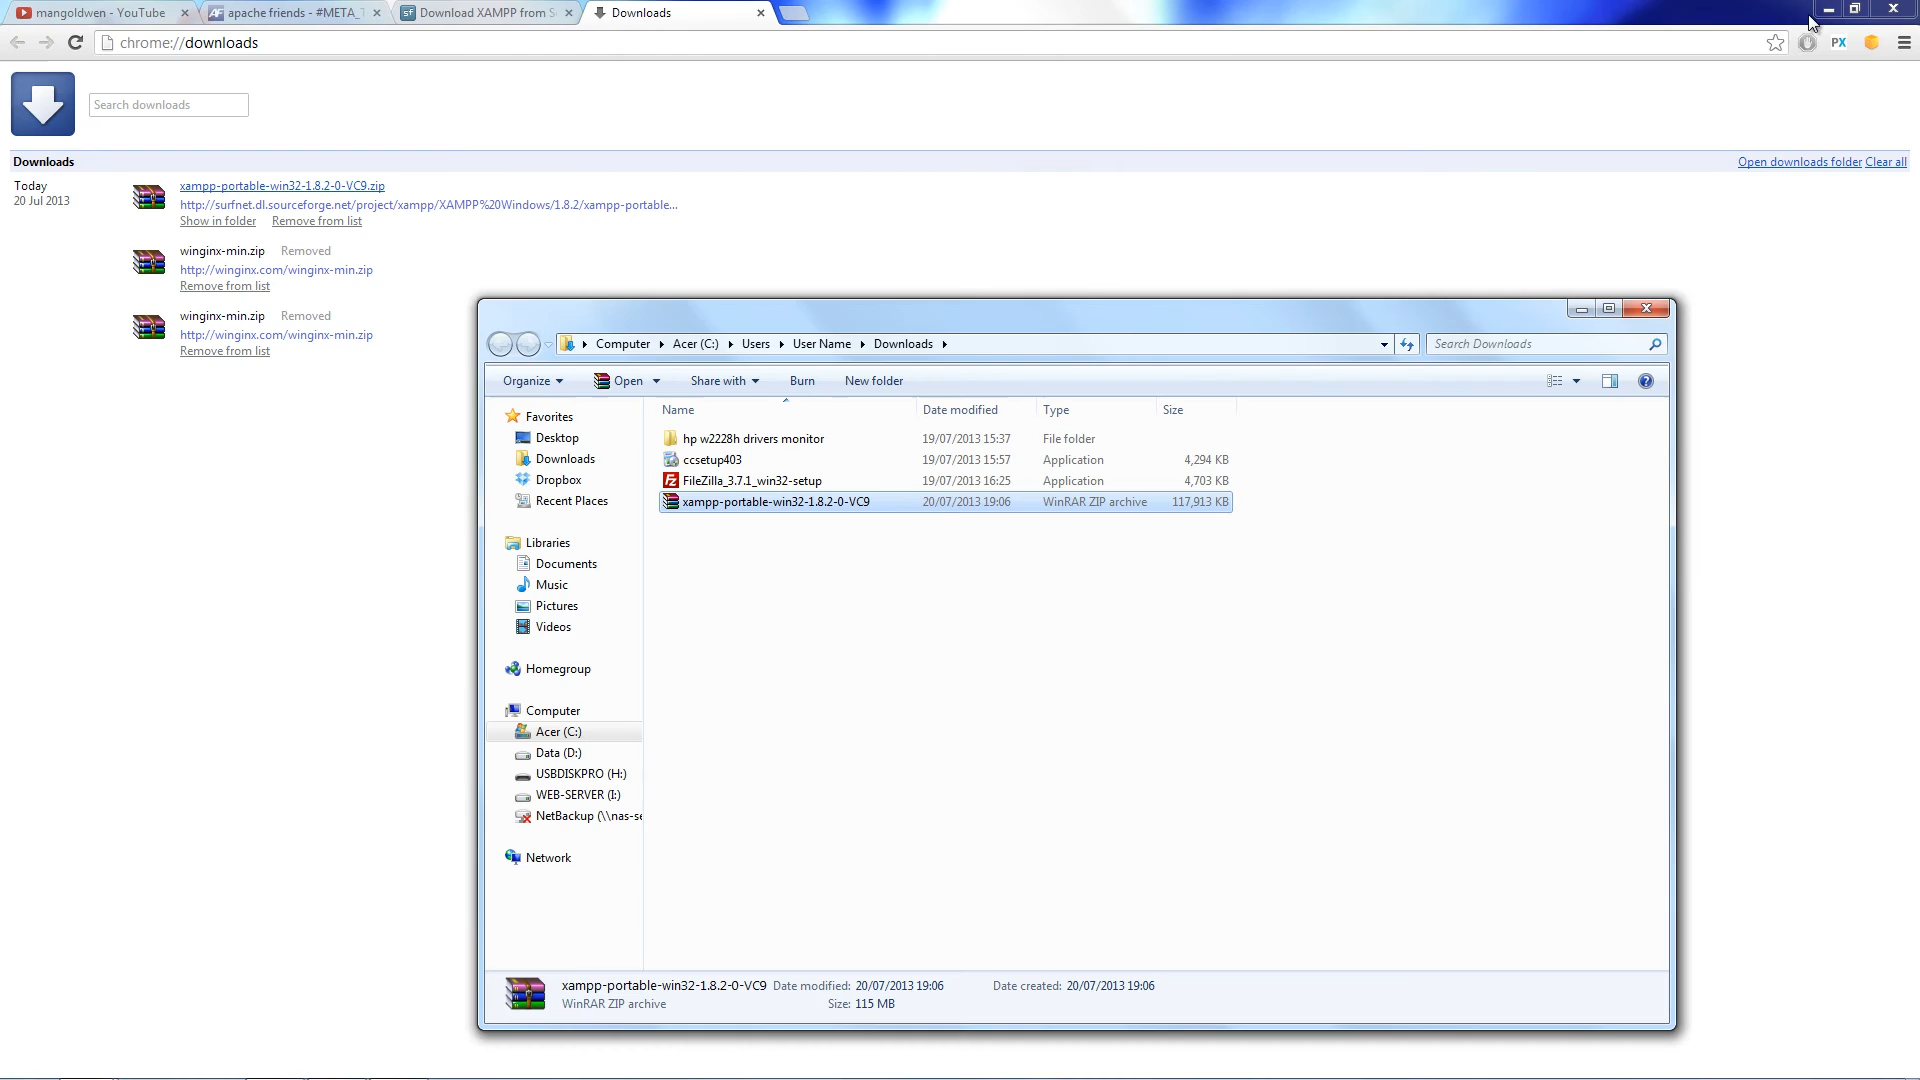 mangoldwen - YouTube
apache friends - #META_T
Download XAMPP from S
Downloads
chrome://downloads
PX
Search downloads
Downloads
Open downloads folder Clear all
Today
20 Jul 2013
xampp-portable-win32-1.8.2-0-VC9.zip
http://surfnet.dl.sourceforge.net/project/xampp/XAMPP%20Windows/1.8.2/xampp-portable...
Show in folder Remove from list
winginx-min.zip Removed
http://winginx.com/winginx-min.zip
Remove from list
winginx-min.zip Removed
http://winginx.com/winginx-min.zip
Remove from list
Computer Acer (C:) Users User Name Downloads
Search Downloads
Organize Open Share with Burn New folder
Name Date modified Type Size
hp w2228h drivers monitor 19/07/2013 15:37 File folder
ccsetup403 19/07/2013 15:57 Application 4,294 KB
FileZilla_3.7.1_win32-setup 19/07/2013 16:25 Application 4,703 KB
xampp-portable-win32-1.8.2-0-VC9 20/07/2013 19:06 WinRAR ZIP archive 117,913 KB
Favorites
Desktop
Downloads
Dropbox
Recent Places
Libraries
Documents
Music
Pictures
Videos
Homegroup
Computer
Acer (C:)
Data (D:)
USBDISKPRO (H:)
WEB-SERVER (I:)
NetBackup (\\nas-se
Network
xampp-portable-win32-1.8.2-0-VC9 Date modified: 20/07/2013 19:06 Date created: 20/07/2013 19:06
WinRAR ZIP archive Size: 115 MB